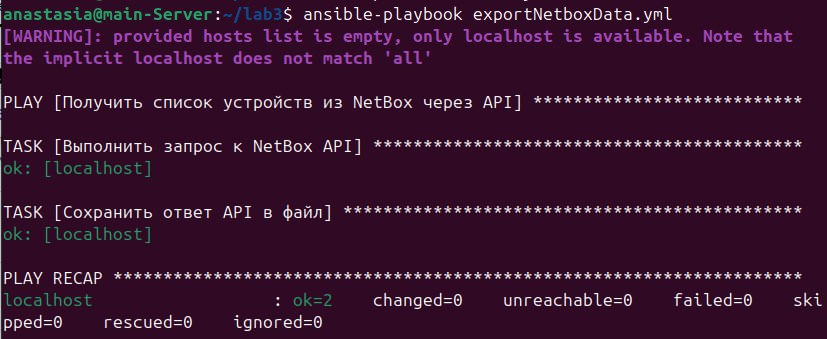 anastasia@main-Server:~/lab3$ ansible-playbook exportNetboxData.yml
[WARNING]: provided hosts list is empty, only localhost is available. Note that
the implicit localhost does not match 'all'
PLAY [Получить список устройств из NetBox через API] ***************************
TASK [Выполнить запрос к NetBox API] *******************************************
ok: [localhost]
TASK [Сохранить ответ API в файл] **********************************************
ok: [localhost]
PLAY RECAP *********************************************************************
localhost                  : ok=2    changed=0    unreachable=0    failed=0    ski
pped=0    rescued=0    ignored=0